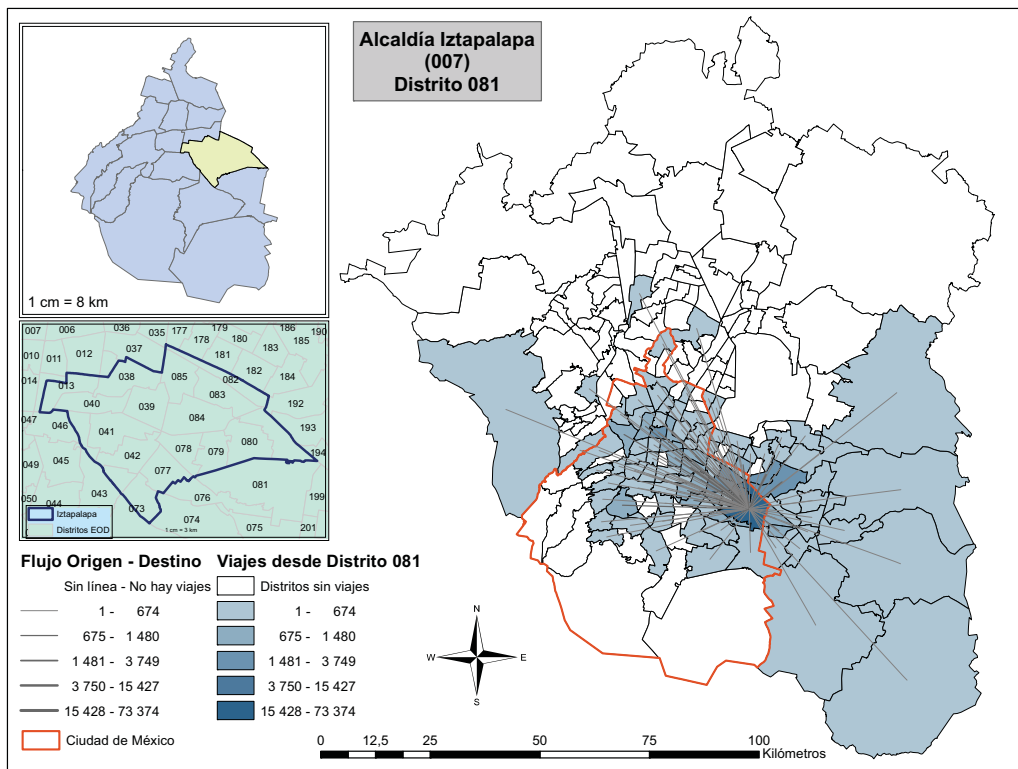 Alcaldía Iztapalapa
(007)
Distrito 081
1 cm = 8 km
007 006 036 035 177 179 186 190
010 011 012 037 178 180 183 185
181
014 013 038 085 082 182 184
083
040 039 192
047 046 041 084 193
042 078 079 080 194
049 045 077 081
050 044 043 073 076 199
074 075 201
Iztapalapa
Distritos EOD
1 cm = 3 km
Flujo Origen - Destino
Sin línea - No hay viajes
1 - 674
675 - 1 480
1 481 - 3 749
3 750 - 15 427
15 428 - 73 374
Ciudad de México
Viajes desde Distrito 081
Distritos sin viajes
1 - 674
675 - 1 480
1 481 - 3 749
3 750 - 15 427
15 428 - 73 374
N
W E
S
0 12,5 25 50 75 100
Kilómetros